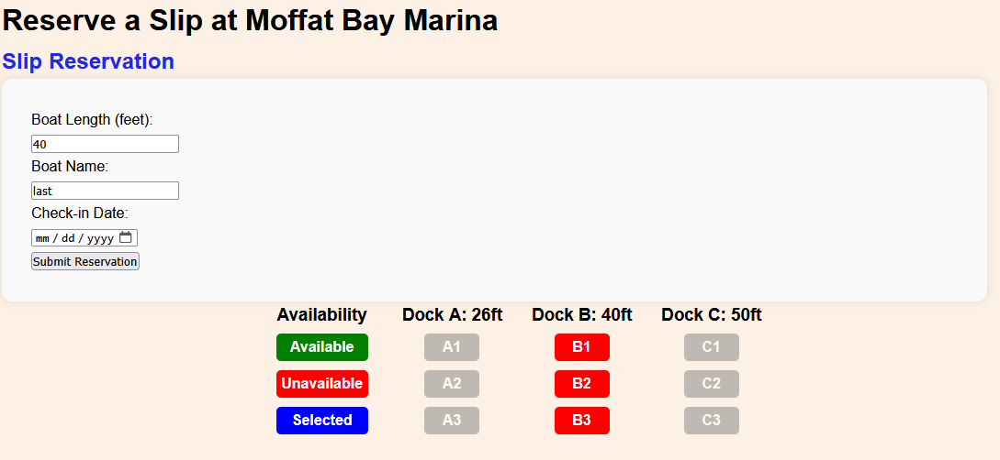 Reserve a Slip at Moffat Bay Marina
Slip Reservation
Boat Length (feet):
40
Boat Name:
last
Check-in Date:
mm / dd / yyyy
Submit Reservation
Availability Dock A: 26ft Dock B: 40ft Dock C: 50ft
Available A1 B1 C1
Unavailable A2 B2 C2
Selected A3 B3 C3